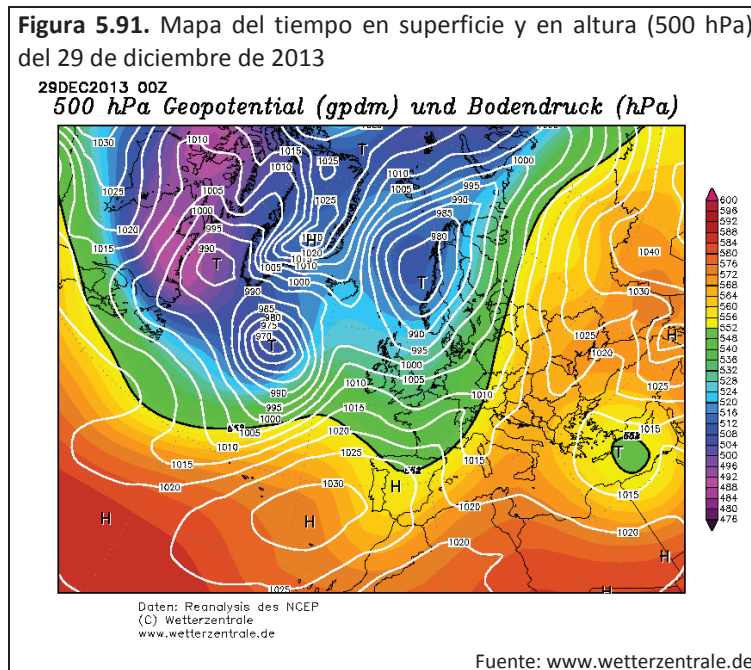 Figura 5.91. Mapa del tiempo en superficie y en altura (500 hPa)
del 29 de diciembre de 2013
29DEC2013 00Z
500 hPa Geopotential (gpdm) und Bodendruck (hPa)
1030 1010 1015 1020 T 1010 1000
1025 1010 1025 1005 995
1005 1025 985
1020 1000 H 1020 980 1040
1015 995 990 T 1005 1010 1000 T 1030
990
985 980 975 970 T 990 995 1000 1005 1025 1020 H
990 995 1000 1010 1015 1010 1025
1005 1010 1020 1015 1015 T
1015 1025 1015
1020 1030 H
H H 1020 1020
1025 H H
600
596
592
588
584
580
576
572
568
564
560
556
552
548
544
540
536
532
528
524
520
516
512
508
504
500
496
492
488
484
480
476
Daten: Reanalysis des NCEP
(C) Wetterzentrale
www.wetterzentrale.de
Fuente: www.wetterzentrale.de